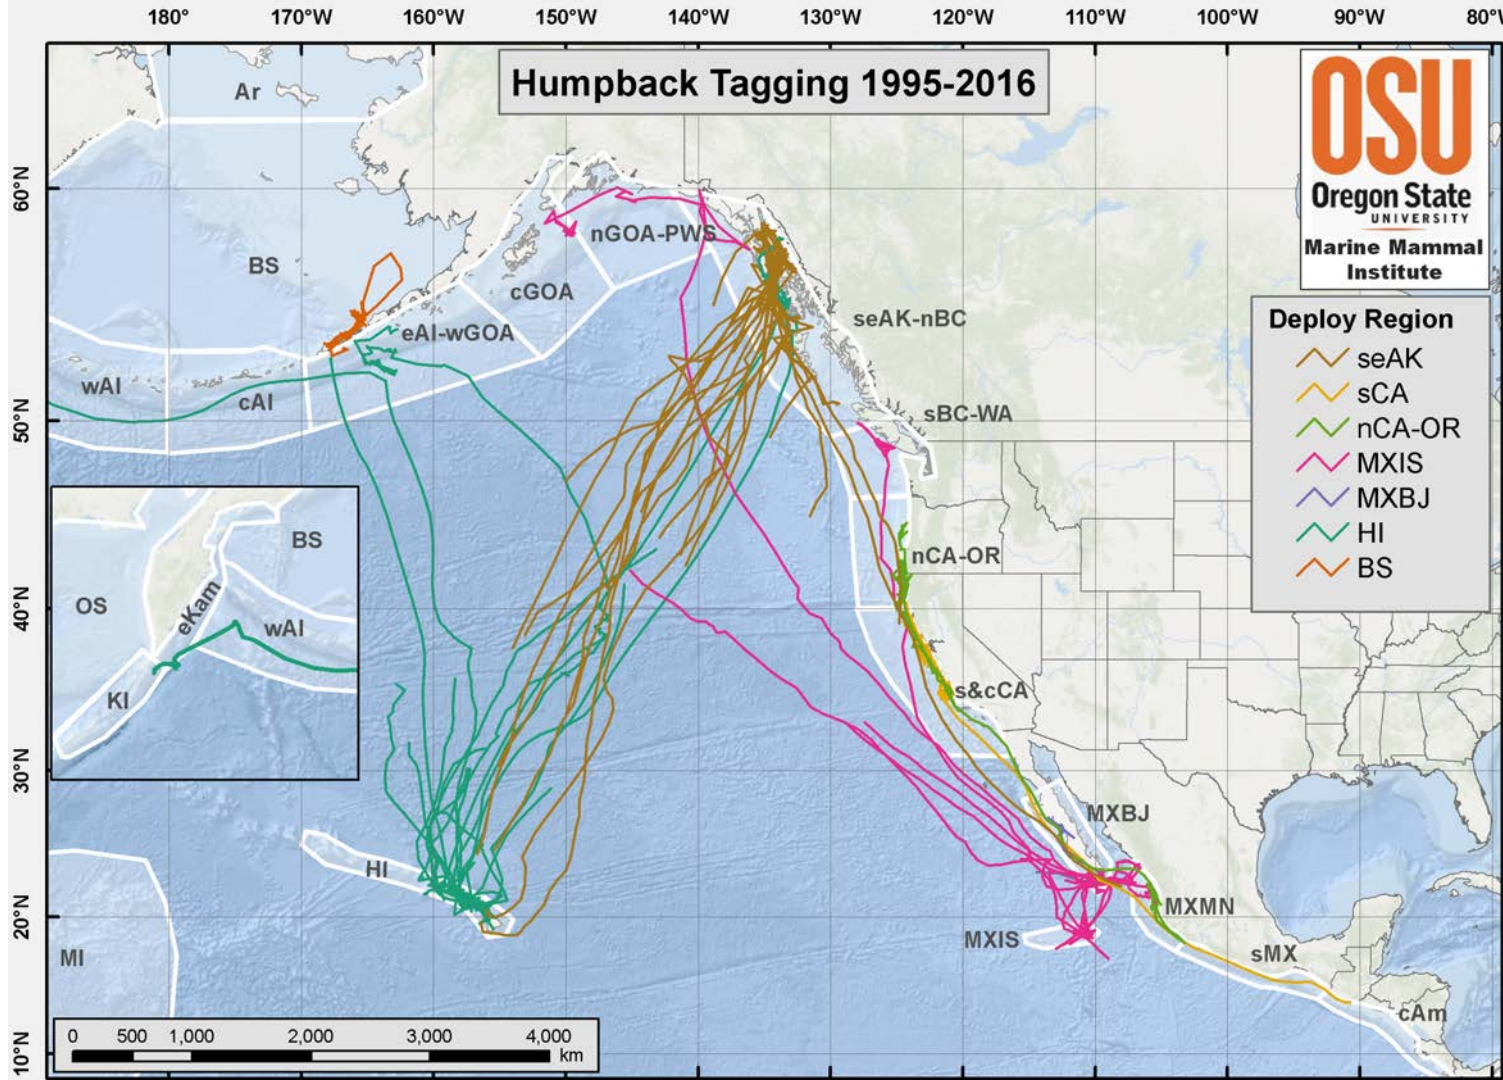 180° 170°W 160°W 150°W 140°W 130°W 120°W 110°W 100°W 90°W 80°W
Humpback Tagging 1995-2016
OSU
Oregon State
UNIVERSITY
Marine Mammal
Institute
Deploy Region
seAK
sCA
nCA-OR
MXIS
MXBJ
HI
BS
60°N
50°N
40°N
30°N
20°N
10°N
Ar
BS
nGOA-PWS
cGOA
eAI-wGOA
seAK-nBC
wAI
cAI
sBC-WA
nCA-OR
s&cCA
MXBJ
HI
MXMN
MXIS
MI
sMX
cAm
BS
OS
eKam
wAI
KI
0 500 1,000 2,000 3,000 4,000
km